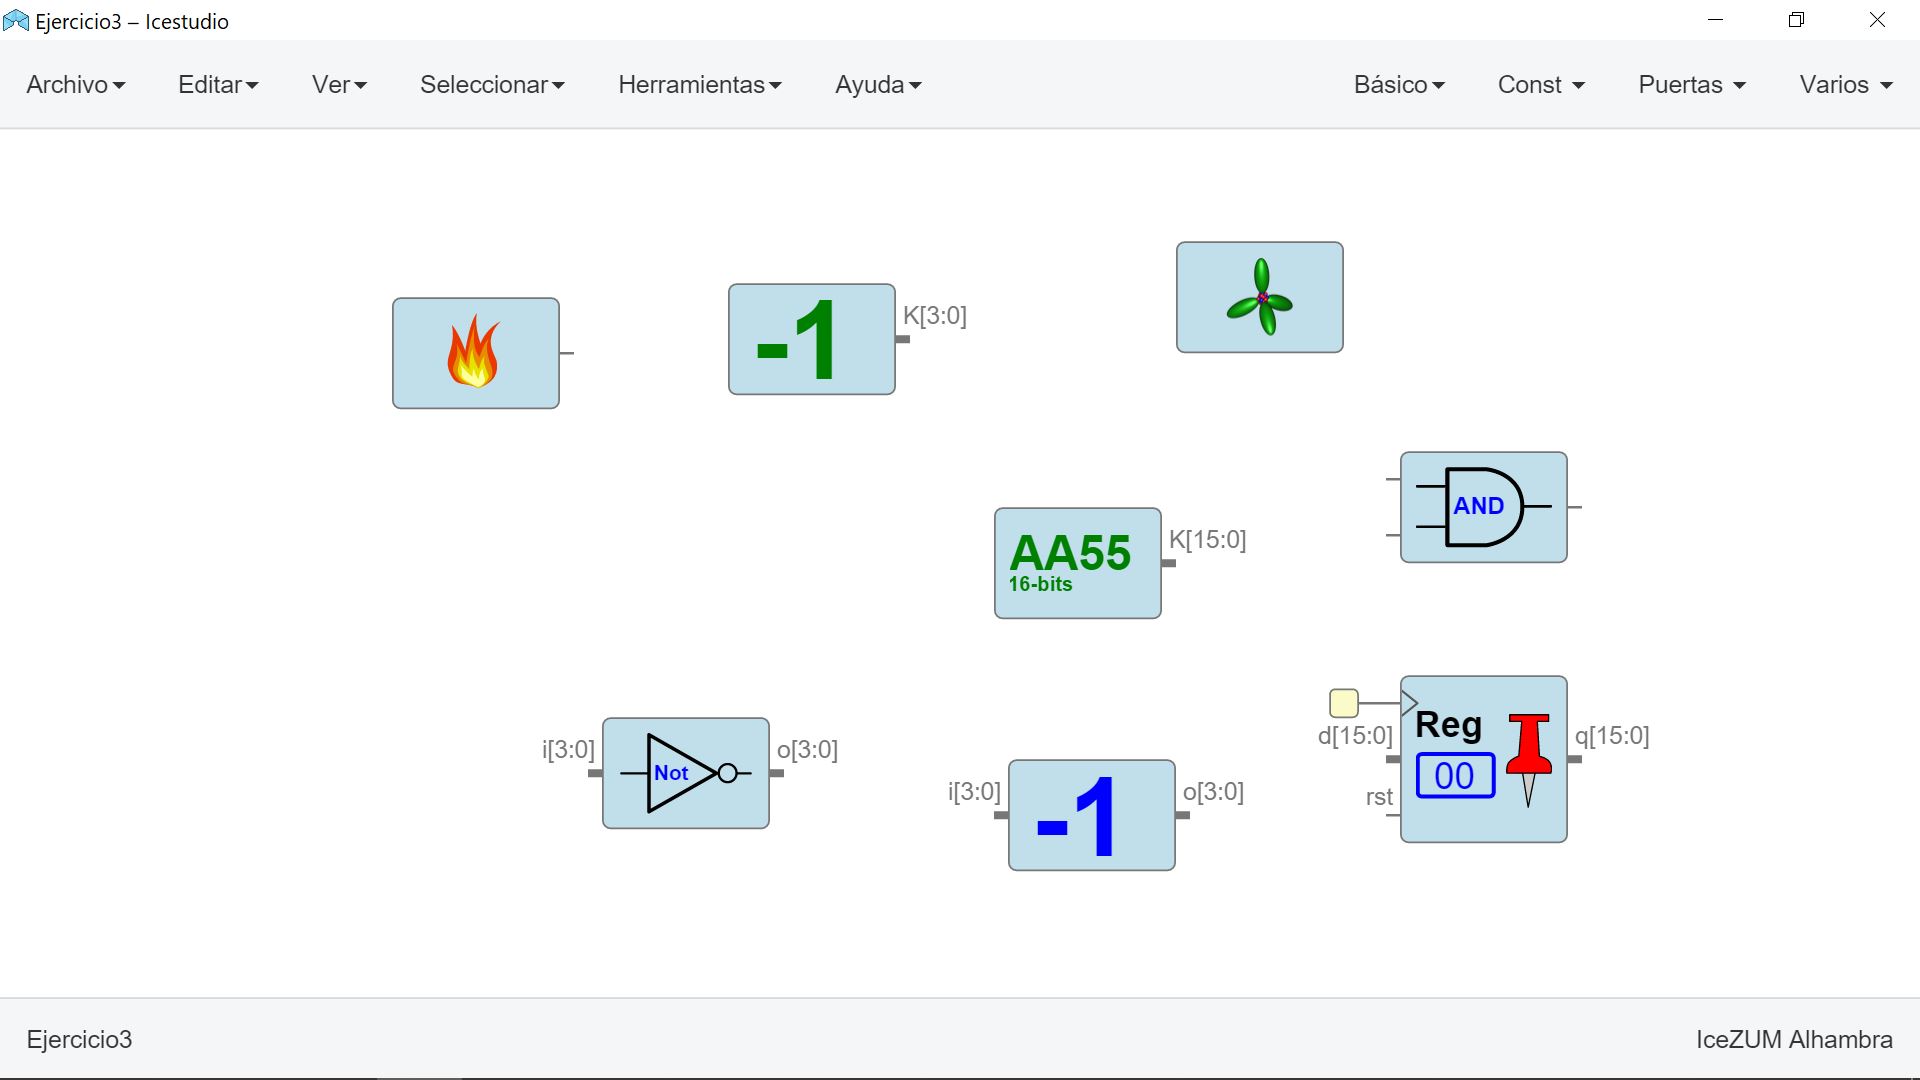 Ejercicio3 – Icestudio
Archivo Editar Ver Seleccionar Herramientas Ayuda Básico Const Puertas Varios
-1 K[3:0]
AND
AA55 K[15:0]
16-bits
i[3:0] Not o[3:0]
i[3:0] -1 o[3:0]
d[15:0] Reg q[15:0]
00
rst
Ejercicio3 IceZUM Alhambra